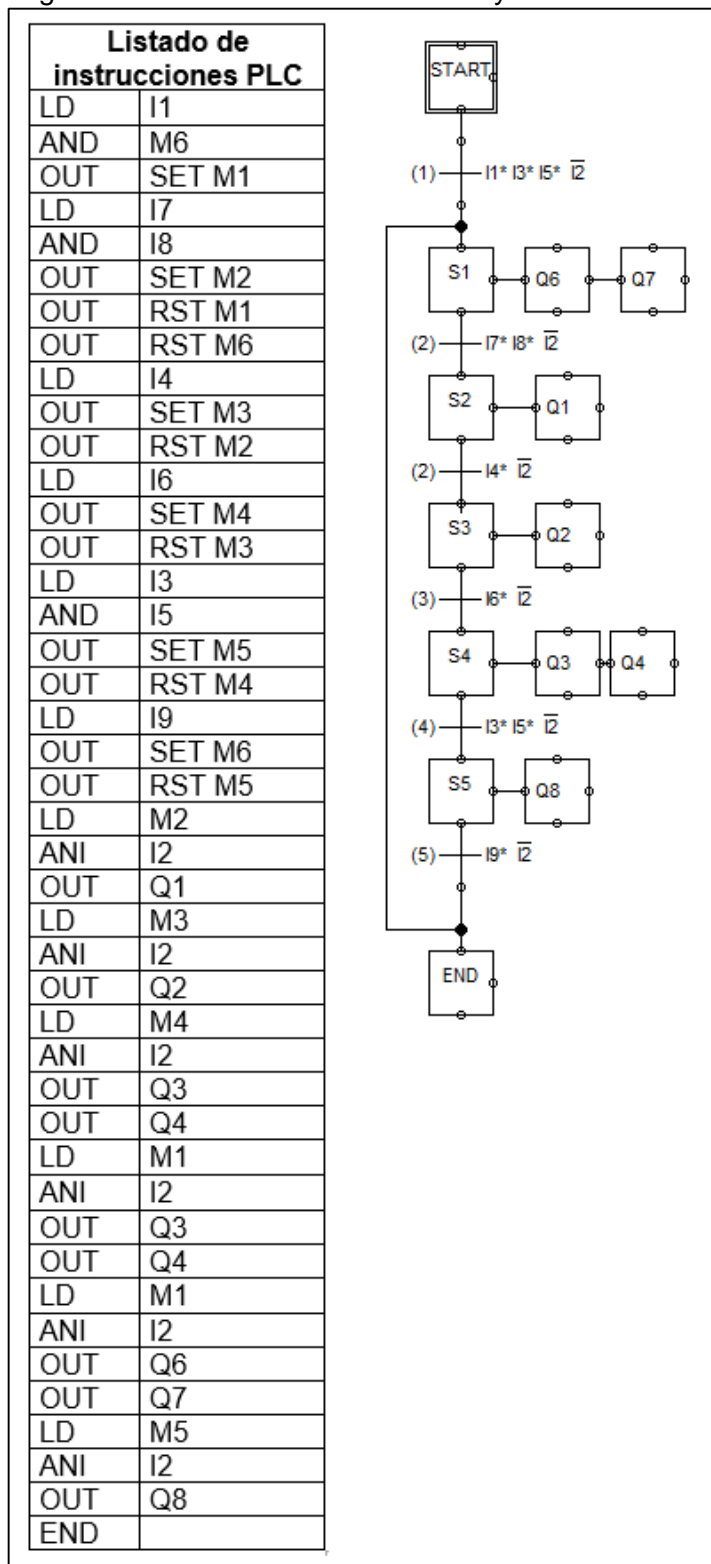 Listado de
instrucciones PLC
LD I1
AND M6
OUT SET M1
LD I7
AND I8
OUT SET M2
OUT RST M1
OUT RST M6
LD I4
OUT SET M3
OUT RST M2
LD I6
OUT SET M4
OUT RST M3
LD I3
AND I5
OUT SET M5
OUT RST M4
LD I9
OUT SET M6
OUT RST M5
LD M2
ANI I2
OUT Q1
LD M3
ANI I2
OUT Q2
LD M4
ANI I2
OUT Q3
OUT Q4
LD M1
ANI I2
OUT Q3
OUT Q4
LD M1
ANI I2
OUT Q6
OUT Q7
LD M5
ANI I2
OUT Q8
END
START
(1) I1* I3* I5* I̅2̅
S1 Q6 Q7
(2) I7* I8* I̅2̅
S2 Q1
(2) I4* I̅2̅
S3 Q2
(3) I6* I̅2̅
S4 Q3 Q4
(4) I3* I5* I̅2̅
S5 Q8
(5) I9* I̅2̅
END